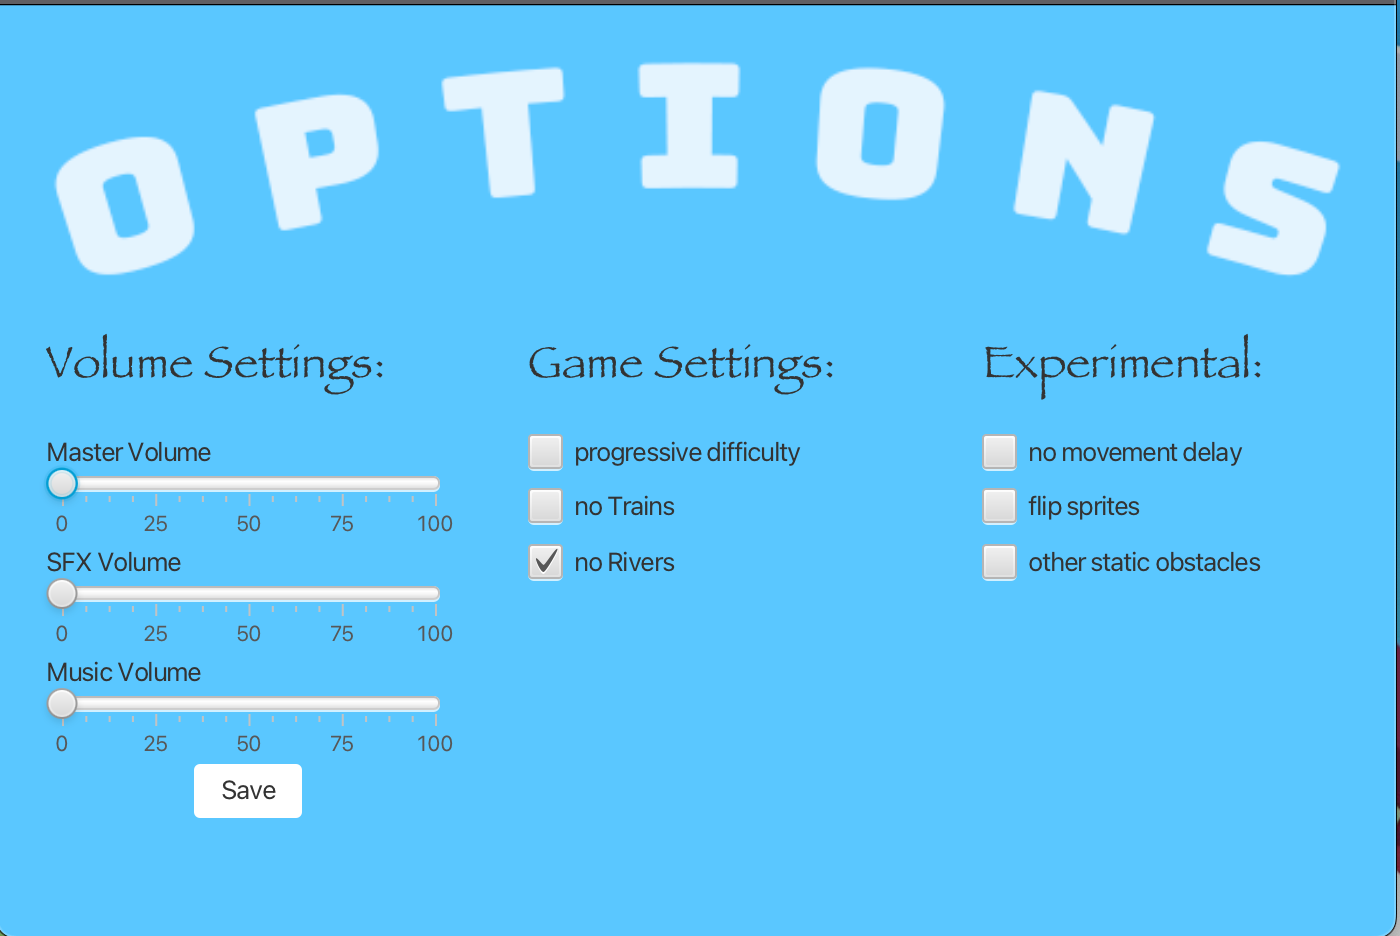 OPTIONS
Volume Settings:
Master Volume
0 25 50 75 100
SFX Volume
0 25 50 75 100
Music Volume
0 25 50 75 100
Save
Game Settings:
progressive difficulty
no Trains
no Rivers
Experimental:
no movement delay
flip sprites
other static obstacles